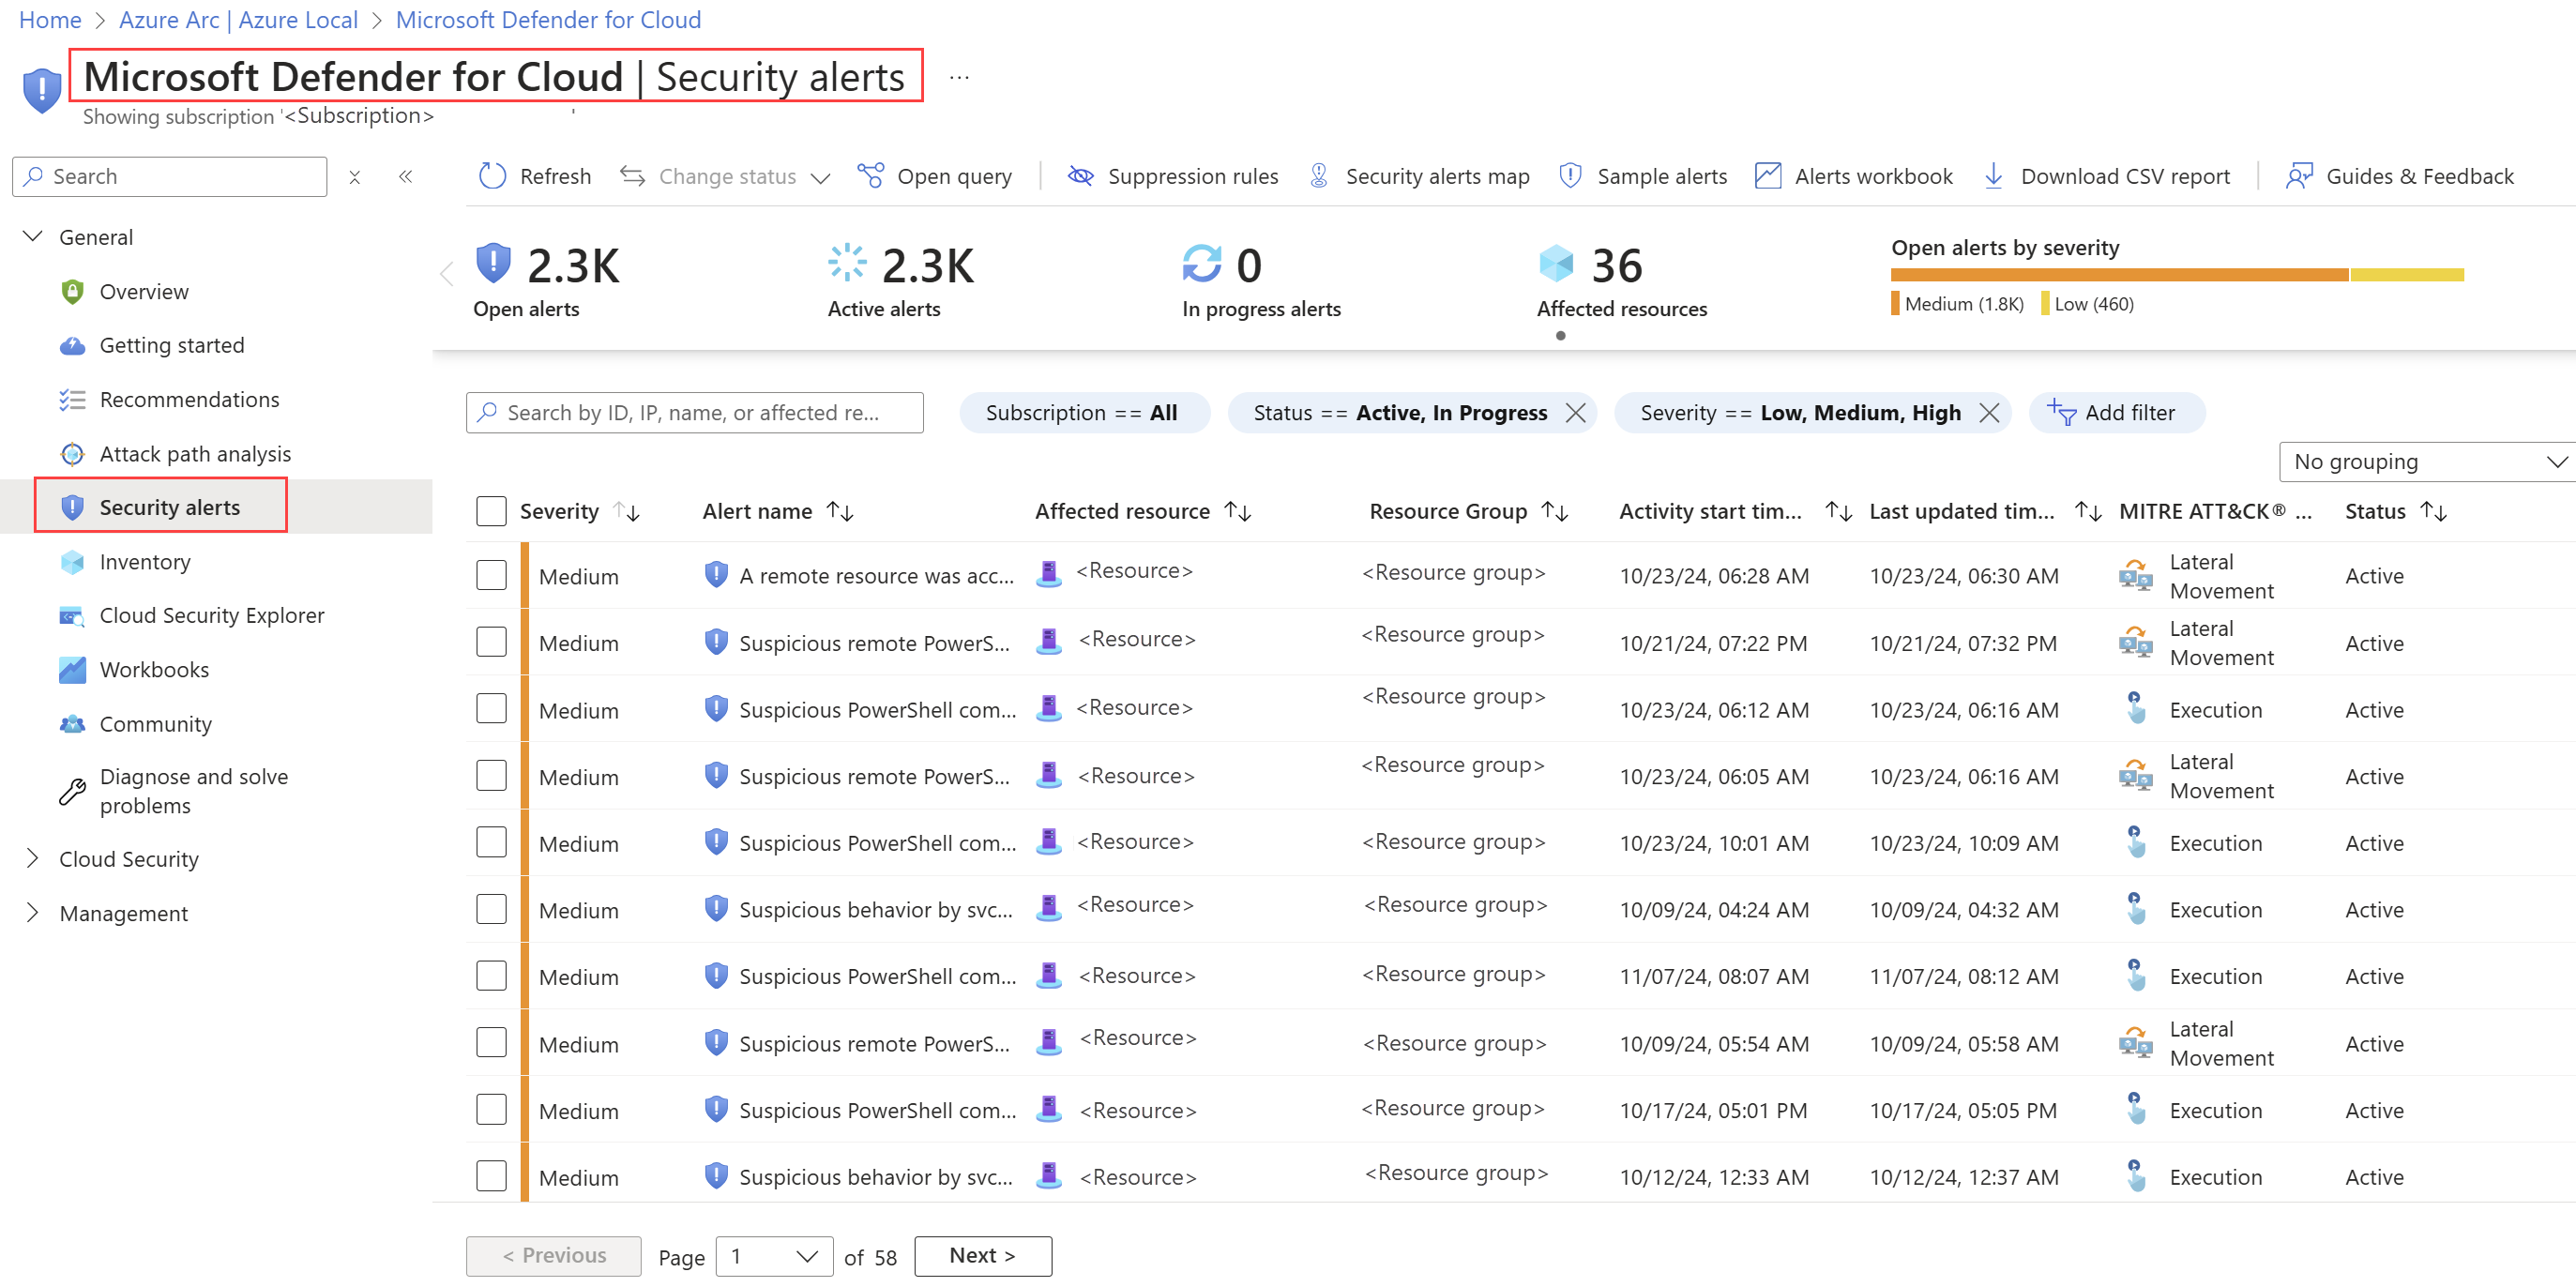 Home > Azure Arc | Azure Local > Microsoft Defender for Cloud
Microsoft Defender for Cloud | Security alerts ...
Showing subscription '<Subscription> '
Search
Refresh Change status Open query Suppression rules Security alerts map Sample alerts Alerts workbook Download CSV report Guides & Feedback
General
Overview
Getting started
Recommendations
Attack path analysis
Security alerts
Inventory
Cloud Security Explorer
Workbooks
Community
Diagnose and solve
problems
Cloud Security
Management
2.3K
Open alerts
2.3K
Active alerts
0
In progress alerts
36
Affected resources
Open alerts by severity
Medium (1.8K) Low (460)
Search by ID, IP, name, or affected re...
Subscription == All
Status == Active, In Progress
Severity == Low, Medium, High
Add filter
No grouping
Severity Alert name Affected resource Resource Group Activity start tim... Last updated tim... MITRE ATT&CK® ... Status
Medium A remote resource was acc... <Resource> <Resource group> 10/23/24, 06:28 AM 10/23/24, 06:30 AM Lateral Movement Active
Medium Suspicious remote PowerS... <Resource> <Resource group> 10/21/24, 07:22 PM 10/21/24, 07:32 PM Lateral Movement Active
Medium Suspicious PowerShell com... <Resource> <Resource group> 10/23/24, 06:12 AM 10/23/24, 06:16 AM Execution Active
Medium Suspicious remote PowerS... <Resource> <Resource group> 10/23/24, 06:05 AM 10/23/24, 06:16 AM Lateral Movement Active
Medium Suspicious PowerShell com... <Resource> <Resource group> 10/23/24, 10:01 AM 10/23/24, 10:09 AM Execution Active
Medium Suspicious behavior by svc... <Resource> <Resource group> 10/09/24, 04:24 AM 10/09/24, 04:32 AM Execution Active
Medium Suspicious PowerShell com... <Resource> <Resource group> 11/07/24, 08:07 AM 11/07/24, 08:12 AM Execution Active
Medium Suspicious remote PowerS... <Resource> <Resource group> 10/09/24, 05:54 AM 10/09/24, 05:58 AM Lateral Movement Active
Medium Suspicious PowerShell com... <Resource> <Resource group> 10/17/24, 05:01 PM 10/17/24, 05:05 PM Execution Active
Medium Suspicious behavior by svc... <Resource> <Resource group> 10/12/24, 12:33 AM 10/12/24, 12:37 AM Execution Active
< Previous Page 1 of 58 Next >